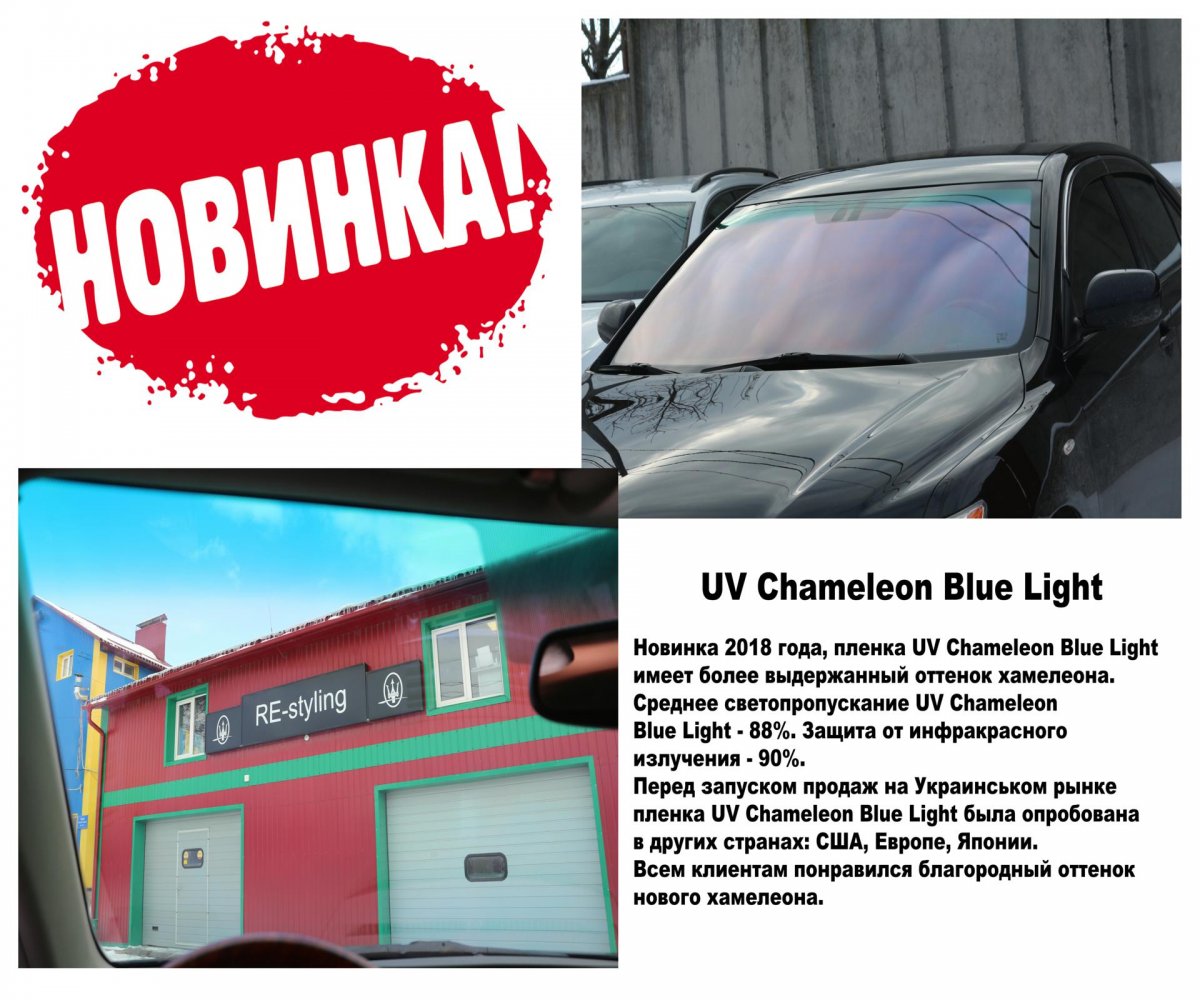 НОВИНКА!
UV Chameleon Blue Light
Новинка 2018 года, пленка UV Chameleon Blue Light
имеет более выдержанный оттенок хамелеона.
Среднее светопропускание UV Chameleon
Blue Light - 88%. Защита от инфракрасного
излучения - 90%.
Перед запуском продаж на Украинськом рынке
пленка UV Chameleon Blue Light была опробована
в других странах: США, Европе, Японии.
Всем клиентам понравился благородный оттенок
нового хамелеона.
RE-styling